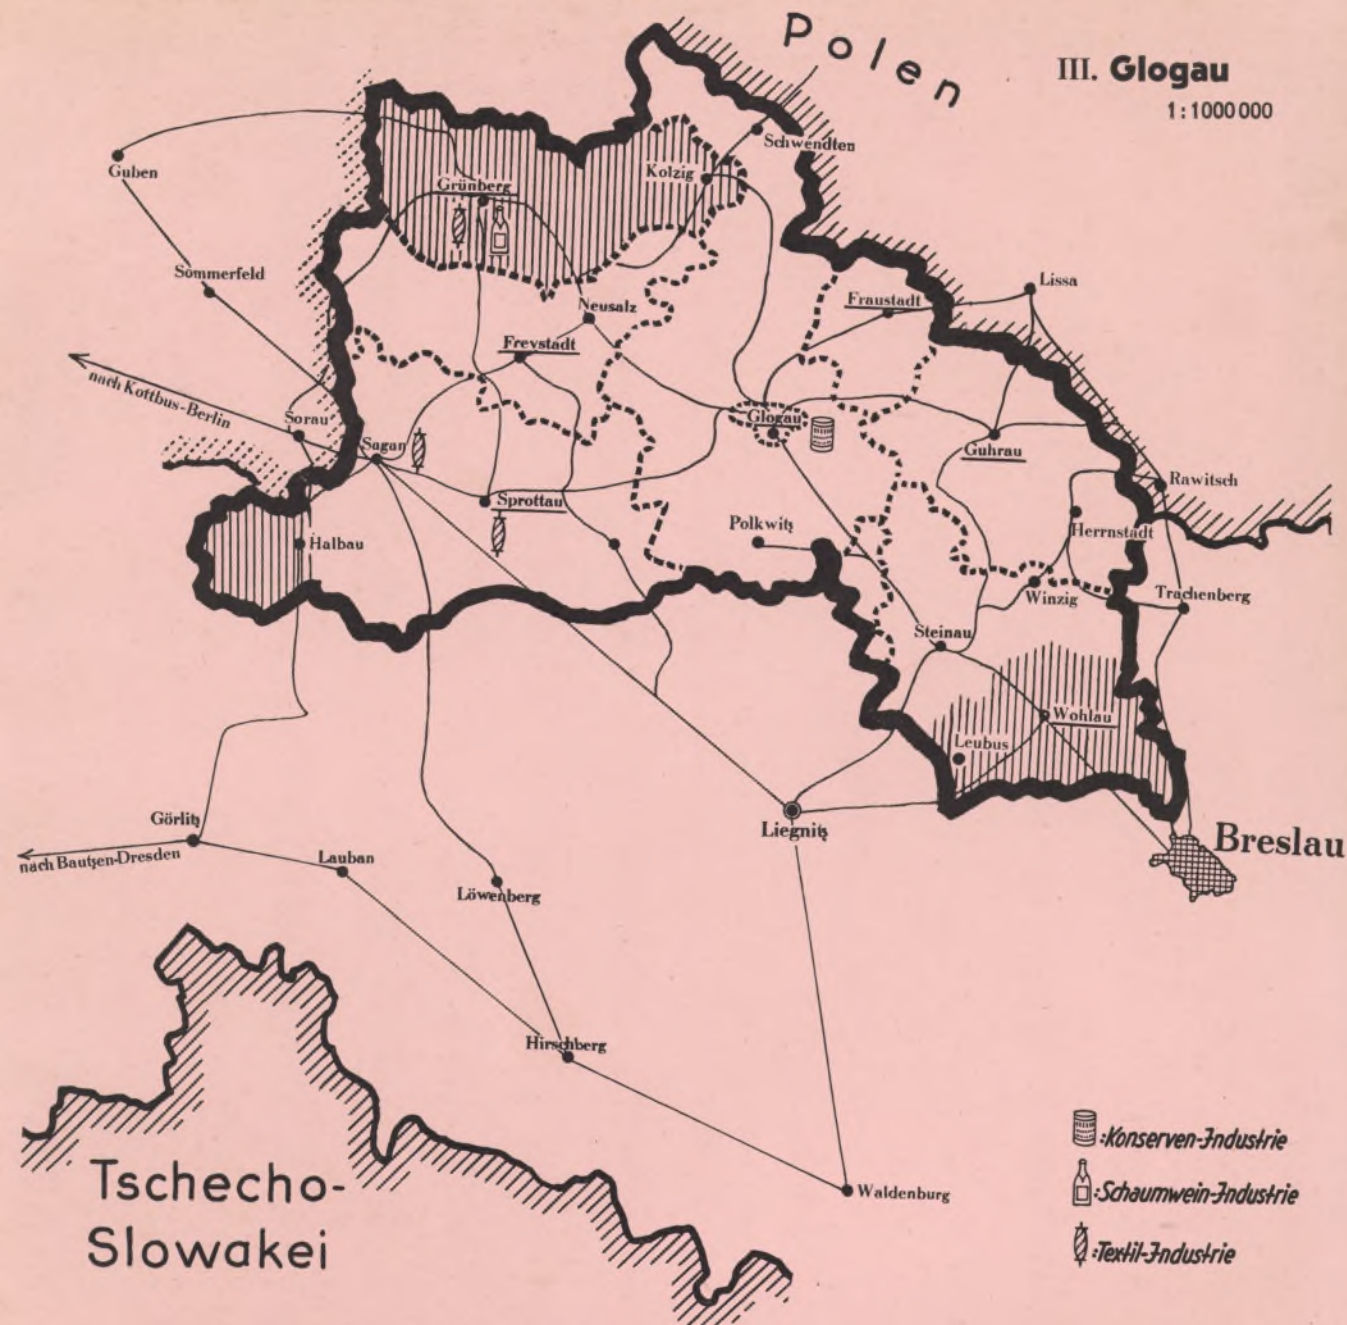 Polen
III. Glogau
1:1000000
Schwendten
Guben
Kolzig
Grünberg
Sommerfeld
Lissa
Fraustadt
Neusalz
Freystadt
nach Kottbus-Berlin
Sorau
Glogau
Sagan
Guhrau
Rawitsch
Sprottau
Polkwitz
Herrnstadt
Halbau
Winzig
Trachenberg
Steinau
Wohlau
Leubus
Görlitz
Liegnitz
Breslau
nach Bautzen-Dresden
Lauban
Löwenberg
Hirschberg
:Konserven-Industrie
Tschecho-
Slowakei
Waldenburg
:Schaumwein-Industrie
:Textil-Industrie